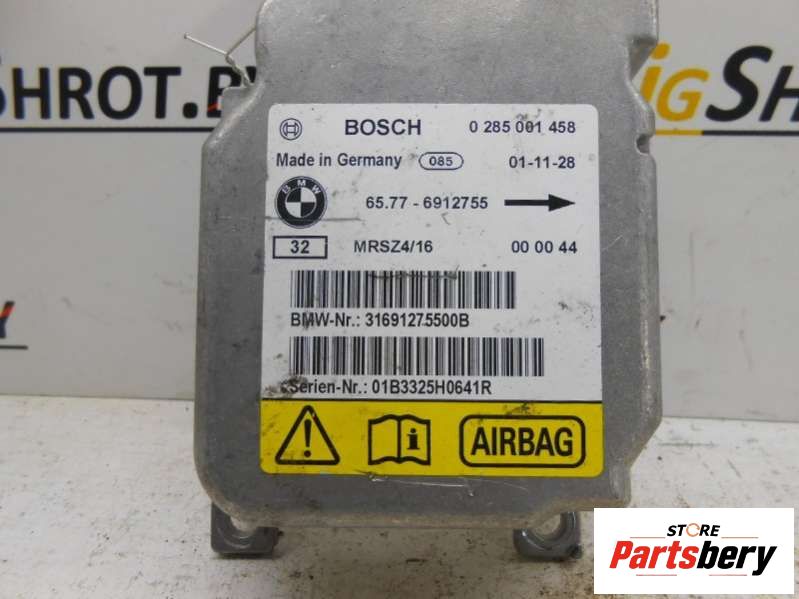 SHROT.BY
iGSH
BOSCH 0 285 001 458
Made in Germany 085 01-11-28
BMW 65.77 - 6912755
32 MRSZ4/16 00 00 44
BMW-Nr.: 31691275500B
Serien-Nr.: 01B3325H0641R
AIRBAG
STORE
Partsbery